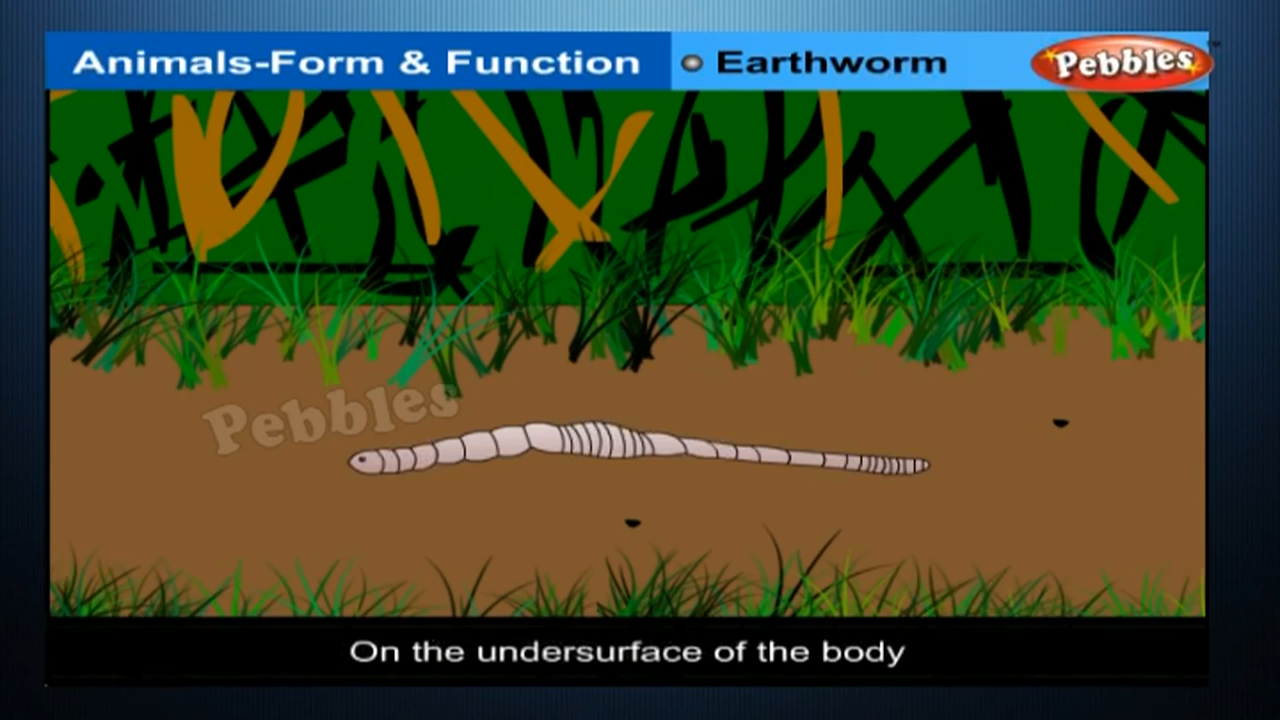 Animals-Form & Function
Earthworm
Pebbles
Pebbles
On the undersurface of the body